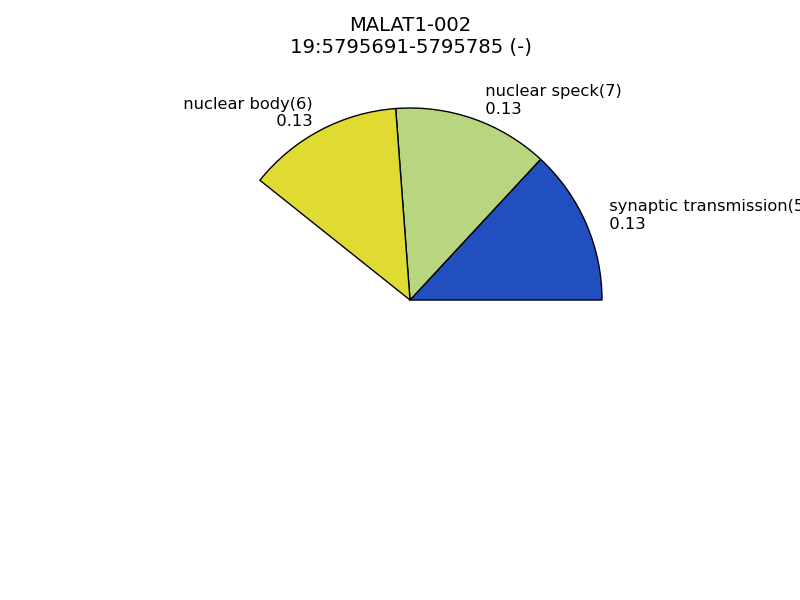 MALAT1-002
19:5795691-5795785 (-)
nuclear speck(7)
0.13
nuclear body(6)
0.13
synaptic transmission(5
0.13